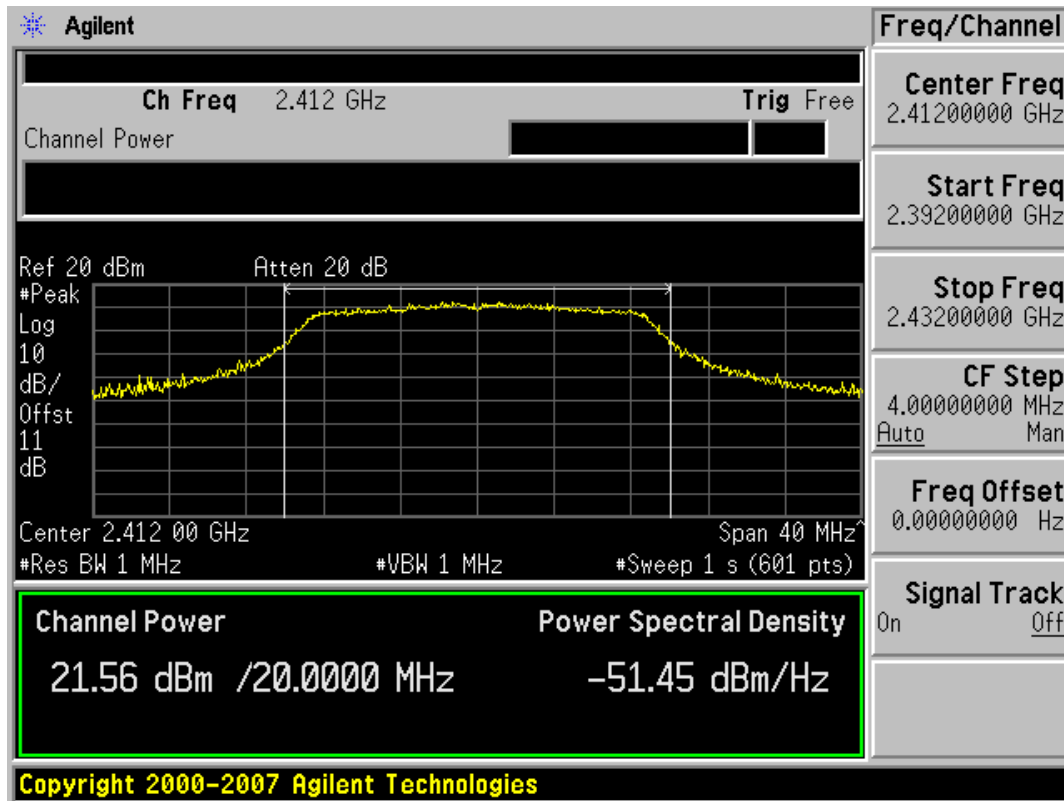 Agilent
Ch Freq 2.412 GHz Trig Free
Channel Power
Ref 20 dBm Atten 20 dB
#Peak
Log
10
dB/
Offst
11
dB
Center 2.412 00 GHz Span 40 MHz^
#Res BW 1 MHz #VBW 1 MHz #Sweep 1 s (601 pts)
Channel Power Power Spectral Density
21.56 dBm /20.0000 MHz -51.45 dBm/Hz
Copyright 2000-2007 Agilent Technologies
Freq/Channel
Center Freq
2.41200000 GHz
Start Freq
2.39200000 GHz
Stop Freq
2.43200000 GHz
CF Step
4.00000000 MHz
Auto Man
Freq Offset
0.00000000 Hz
Signal Track
On Off